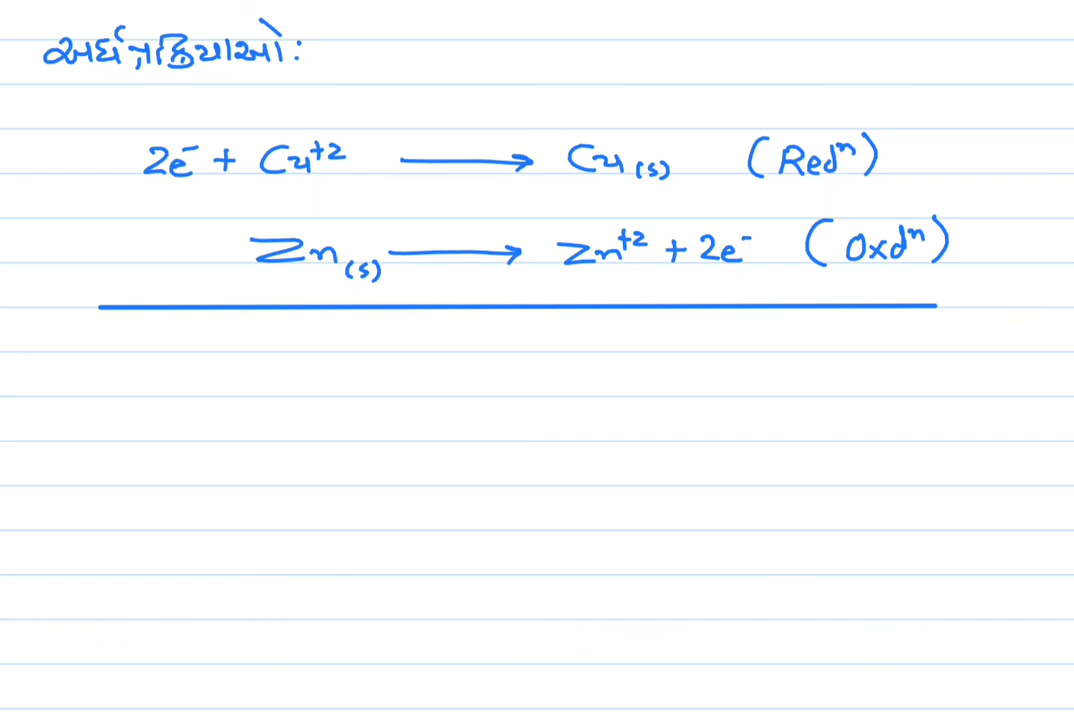 અર્ધપ્રક્રિયાઓ:
2e⁻ + Cu⁺² ⟶ Cu(s) (Redⁿ)
Zn(s) ⟶ Zn⁺² + 2e⁻ (Oxdⁿ)